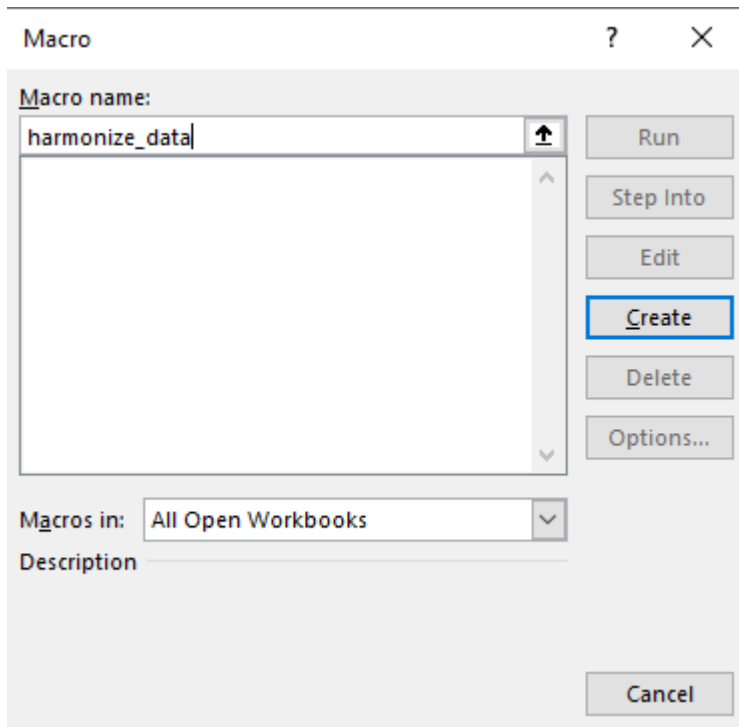 Macro
?
Macro name:
harmonize_data
Run
Step Into
Edit
Create
Delete
Options...
Macros in: All Open Workbooks
Description
Cancel